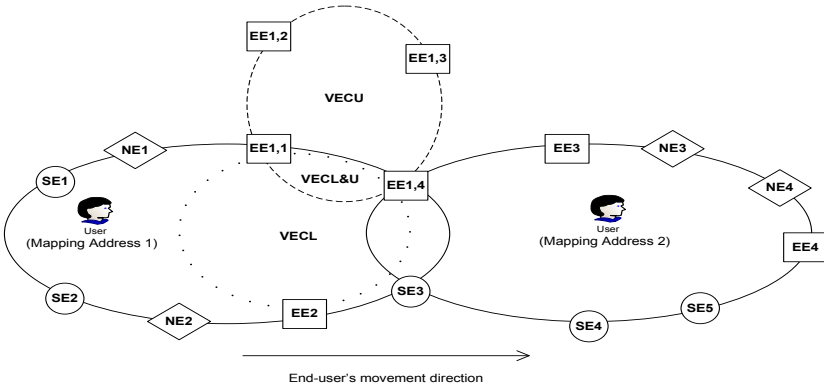 EE1,2
EE1,3
VECU
NE1
EE1,1
EE3
NE3
SE1
VECL&U
EE1,4
NE4
User
(Mapping Address 1)
User
(Mapping Address 2)
VECL
EE4
SE2
SE3
NE2
EE2
SE4
SE5
End-user's movement direction